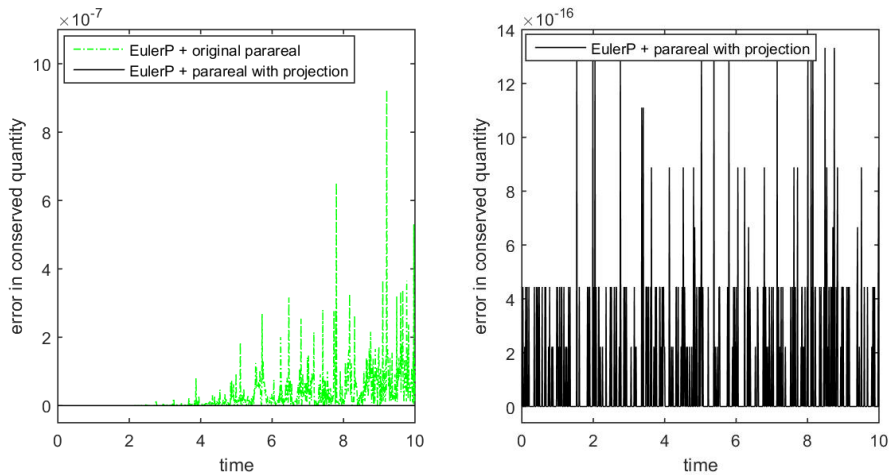 ×10-7
10
8
6
4
2
0
0 2 4 6 8 10
time
error in conserved quantity
EulerP + original parareal
EulerP + parareal with projection
×10-16
14
12
10
8
6
4
2
0
0 2 4 6 8 10
time
error in conserved quantity
EulerP + parareal with projection